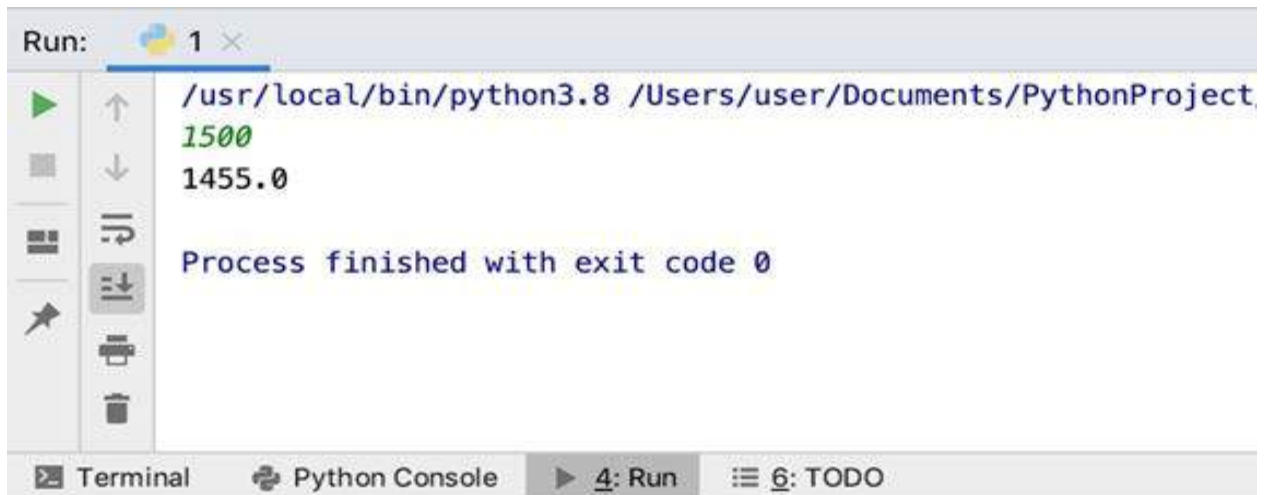 Run: 1
/usr/local/bin/python3.8 /Users/user/Documents/PythonProject/
1500
1455.0
Process finished with exit code 0
Terminal Python Console 4: Run 6: TODO